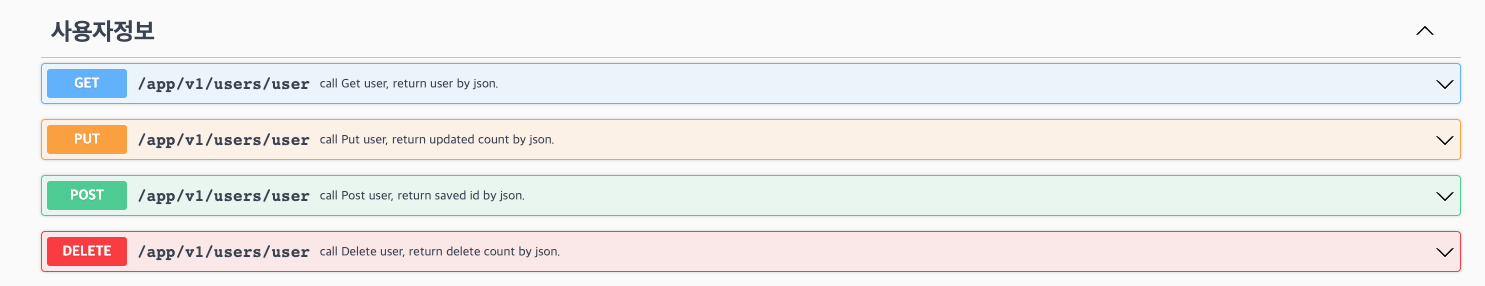 사용자정보
GET /app/v1/users/user call Get user, return user by json.
PUT /app/v1/users/user call Put user, return updated count by json.
POST /app/v1/users/user call Post user, return saved id by json.
DELETE /app/v1/users/user call Delete user, return delete count by json.